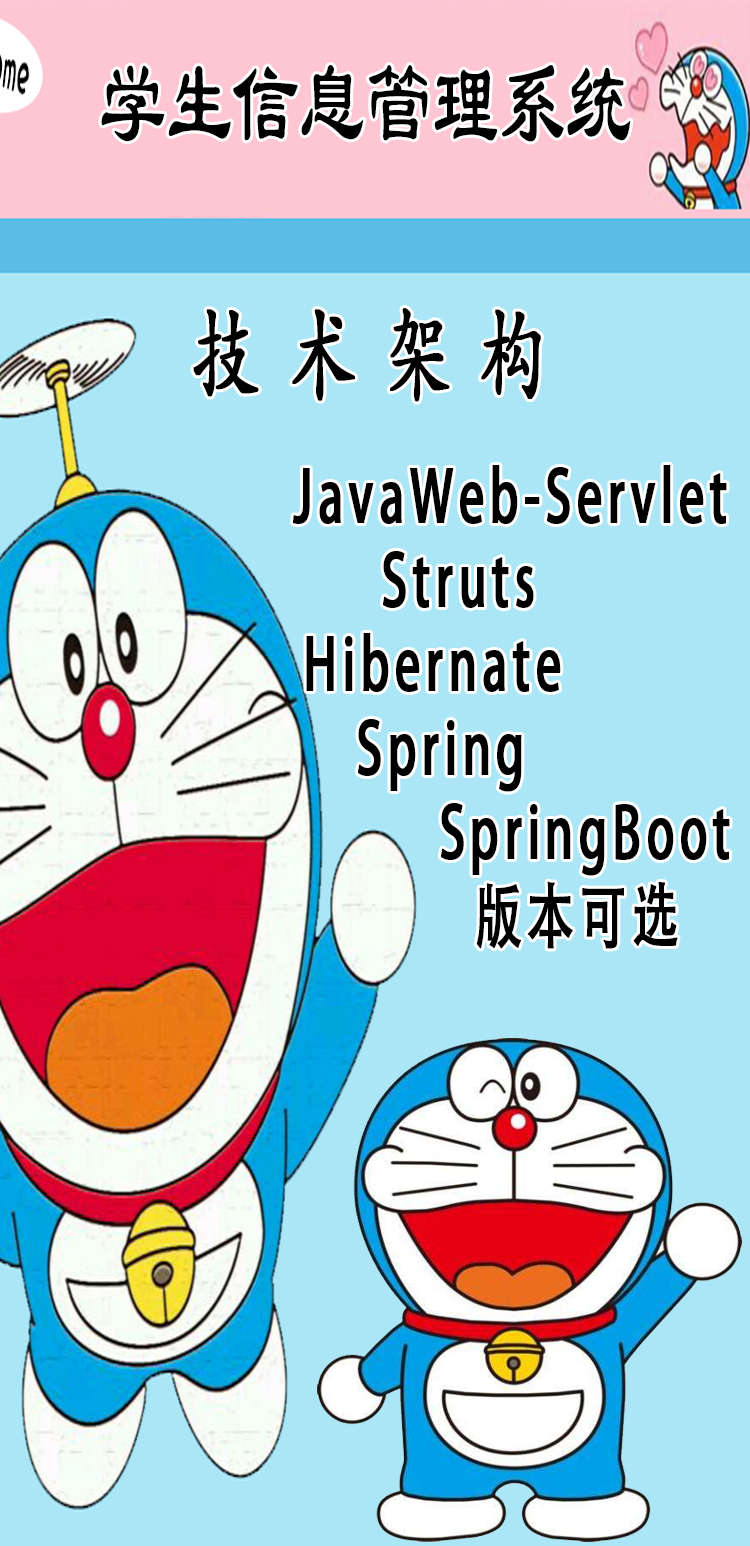 学生信息管理系统
技术架构
JavaWeb-Servlet
Struts
Hibernate
Spring
SpringBoot
版本可选